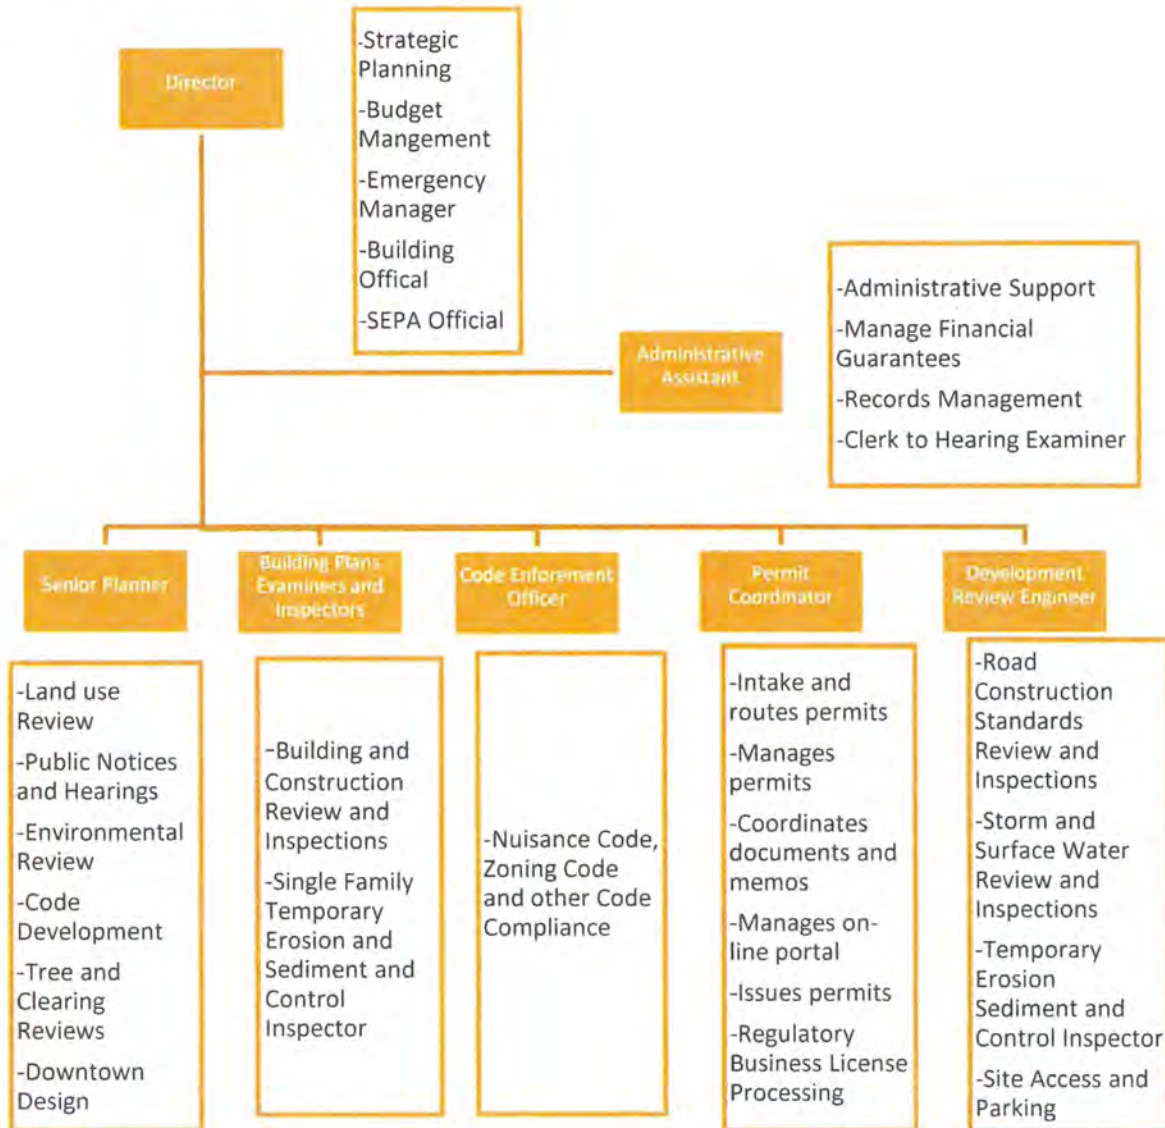 Director
-Strategic
Planning
-Budget
Mangement
-Emergency
Manager
-Building
Offical
-SEPA Official
Administrative
Assistant
-Administrative Support
-Manage Financial
Guarantees
-Records Management
-Clerk to Hearing Examiner
Senior Planner
-Land use
Review
-Public Notices
and Hearings
-Environmental
Review
-Code
Development
-Tree and
Clearing
Reviews
-Downtown
Design
Building Plans
Examiners and
Inspectors
-Building and
Construction
Review and
Inspections
-Single Family
Temporary
Erosion and
Sediment and
Control
Inspector
Code Enforement
Officer
-Nuisance Code,
Zoning Code
and other Code
Compliance
Permit
Coordinator
-Intake and
routes permits
-Manages
permits
-Coordinates
documents and
memos
-Manages on-
line portal
-Issues permits
-Regulatory
Business License
Processing
Development
Review Engineer
-Road
Construction
Standards
Review and
Inspections
-Storm and
Surface Water
Review and
Inspections
-Temporary
Erosion
Sediment and
Control Inspector
-Site Access and
Parking